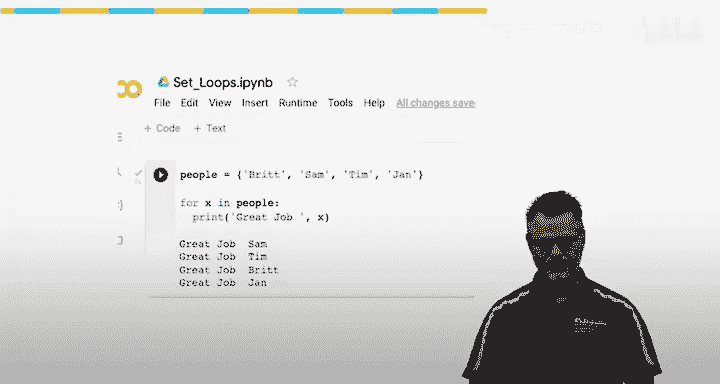 Set_Loops.ipynb
File Edit View Insert Runtime Tools Help All changes save
+ Code + Text
people = {'Britt', 'Sam', 'Tim', 'Jan'}
for x in people:
print('Great Job ', x)
Great Job  Sam
Great Job  Tim
Great Job  Britt
Great Job  Jan